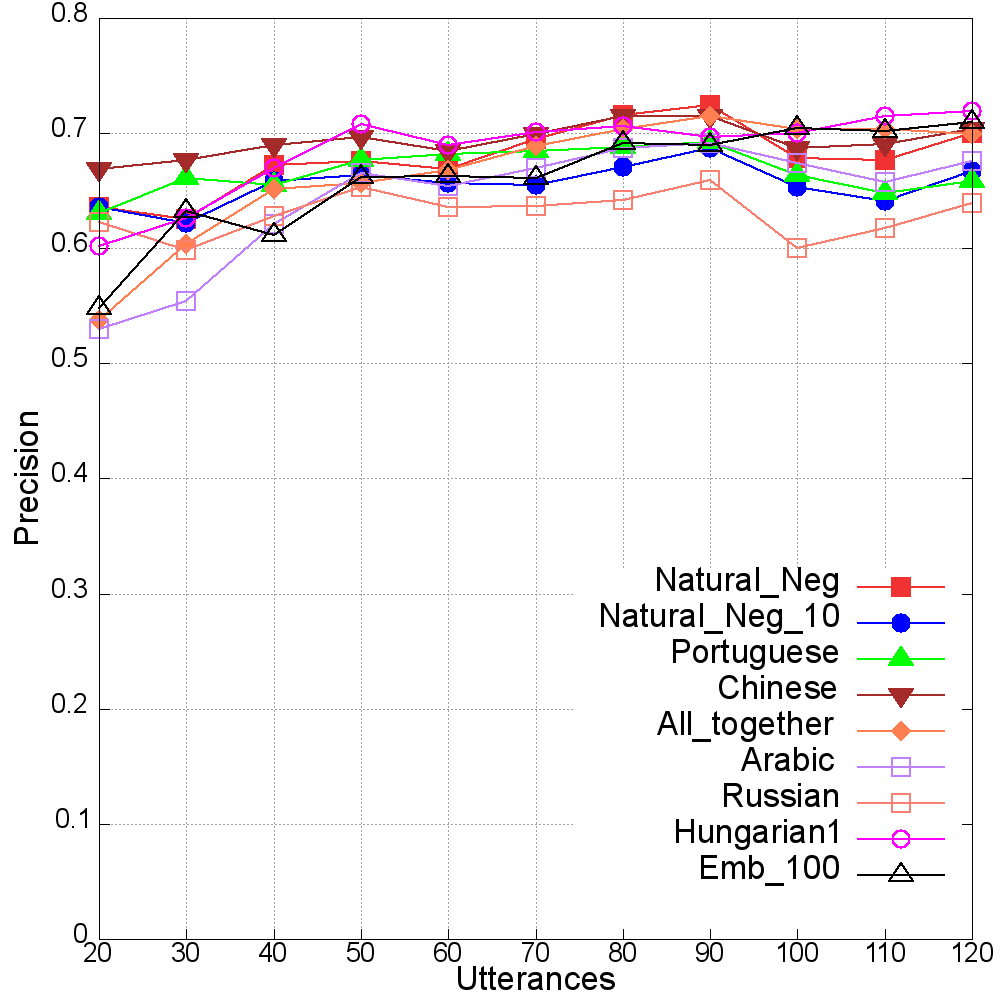 0.8
0.7
0.6
0.5
0.4
0.3
0.2
0.1
0
Precision
Natural_Neg
Natural_Neg_10
Portuguese
Chinese
All_together
Arabic
Russian
Hungarian1
Emb_100
20 30 40 50 60 70 80 90 100 110 120
Utterances